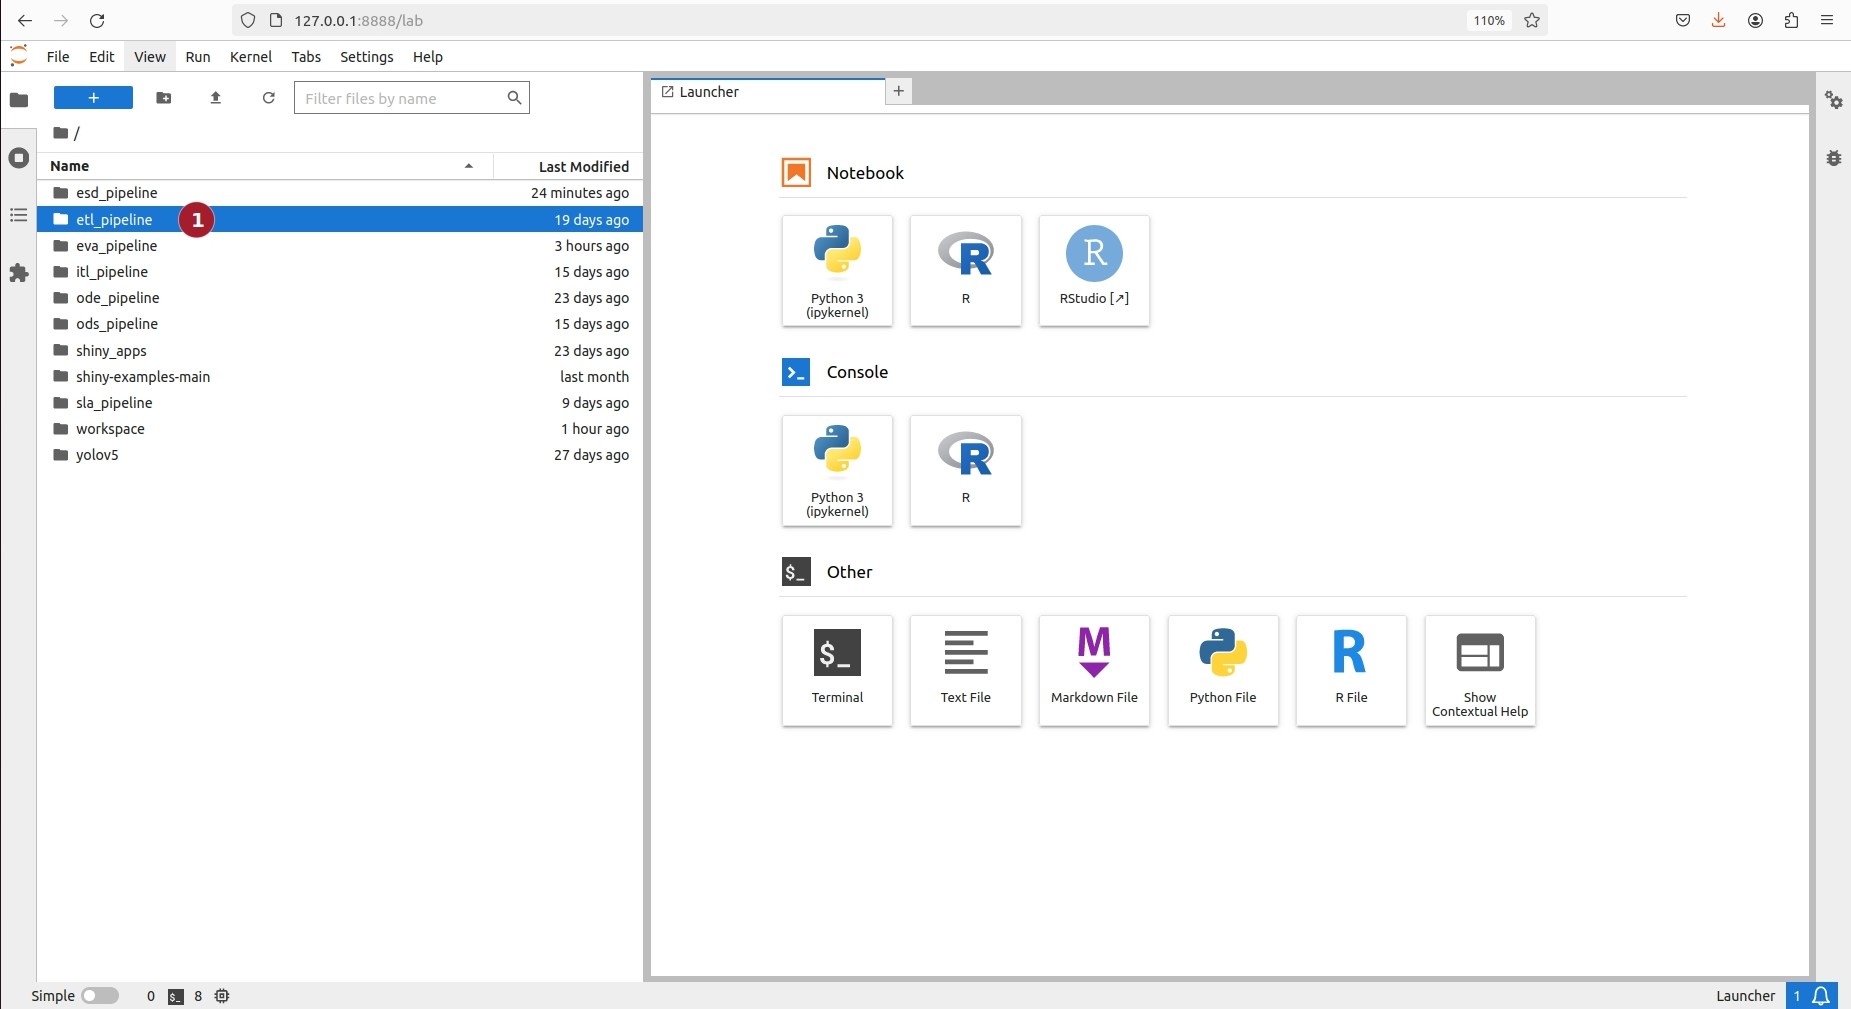 127.0.0.1:8888/lab
110%
File Edit View Run Kernel Tabs Settings Help
+
Filter files by name
Launcher
+
/
Name Last Modified
esd_pipeline 24 minutes ago
etl_pipeline 1 19 days ago
eva_pipeline 3 hours ago
itl_pipeline 15 days ago
ode_pipeline 23 days ago
ods_pipeline 15 days ago
shiny_apps 23 days ago
shiny-examples-main last month
sla_pipeline 9 days ago
workspace 1 hour ago
yolov5 27 days ago
Notebook
R R
Python 3
(ipykernel)
R
RStudio [↗]
>_ Console
R
Python 3
(ipykernel)
R
$_ Other
$_ M R
Terminal
Text File
Markdown File
Python File
R File
Show
Contextual Help
Simple 0 $_ 8 Launcher 1